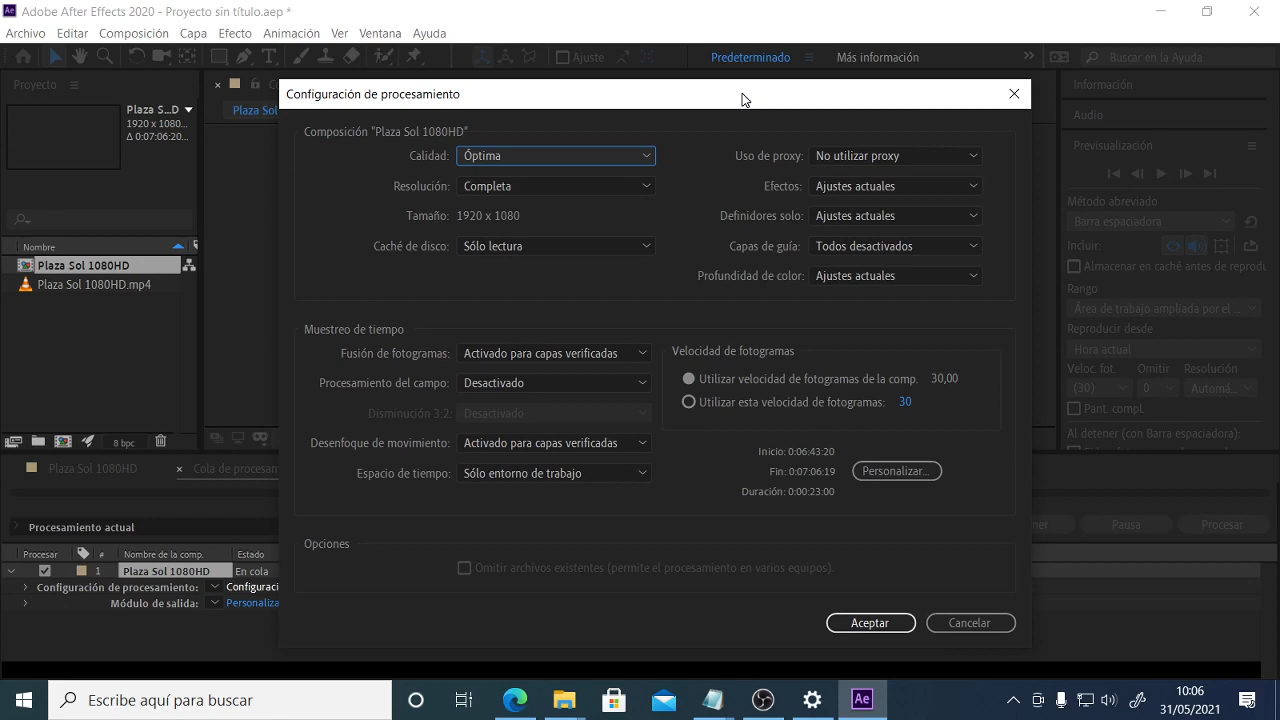 Adobe After Effects 2020 - Proyecto sin título.aep *
Archivo Editar Composición Capa Efecto Animación Ver Ventana Ayuda
Ajuste Predeterminado Más información Buscar en la Ayuda
Proyecto
Plaza S...D
1920 x 1080...
Δ 0:07:06:20...
Nombre
Plaza Sol 1080HD
Plaza Sol 1080HD.mp4
8 bpc
Plaza Sol
Configuración de procesamiento
Composición "Plaza Sol 1080HD"
Calidad: Óptima
Resolución: Completa
Tamaño: 1920 x 1080
Caché de disco: Sólo lectura
Uso de proxy: No utilizar proxy
Efectos: Ajustes actuales
Definidores solo: Ajustes actuales
Capas de guía: Todos desactivados
Profundidad de color: Ajustes actuales
Muestreo de tiempo
Fusión de fotogramas: Activado para capas verificadas
Procesamiento del campo: Desactivado
Disminución 3:2: Desactivado
Desenfoque de movimiento: Activado para capas verificadas
Espacio de tiempo: Sólo entorno de trabajo
Velocidad de fotogramas
Utilizar velocidad de fotogramas de la comp. 30,00
Utilizar esta velocidad de fotogramas: 30
Inicio: 0:06:43:20
Fin: 0:07:06:19
Duración: 0:00:23:00
Personalizar...
Opciones
Omitir archivos existentes (permite el procesamiento en varios equipos).
Aceptar Cancelar
Información
Audio
Previsualización
Método abreviado
Barra espaciadora
Incluir:
Almacenar en caché antes de reprodu
Rango
Área de trabajo ampliada por el ...
Reproducir desde
Hora actual
Veloc. fot. Omitir Resolución
(30) 0 Automá...
Pant. compl.
Al detener (con Barra espaciadora)
Plaza Sol 1080HD Cola de procesam
Procesamiento actual
ner Pausa Procesar
Procesar # Nombre de la comp. Estado
1 Plaza Sol 1080HD En cola
Configuración de procesamiento: Configuraci
Módulo de salida: Personaliza
Escribe aquí para buscar
10:06
31/05/2021